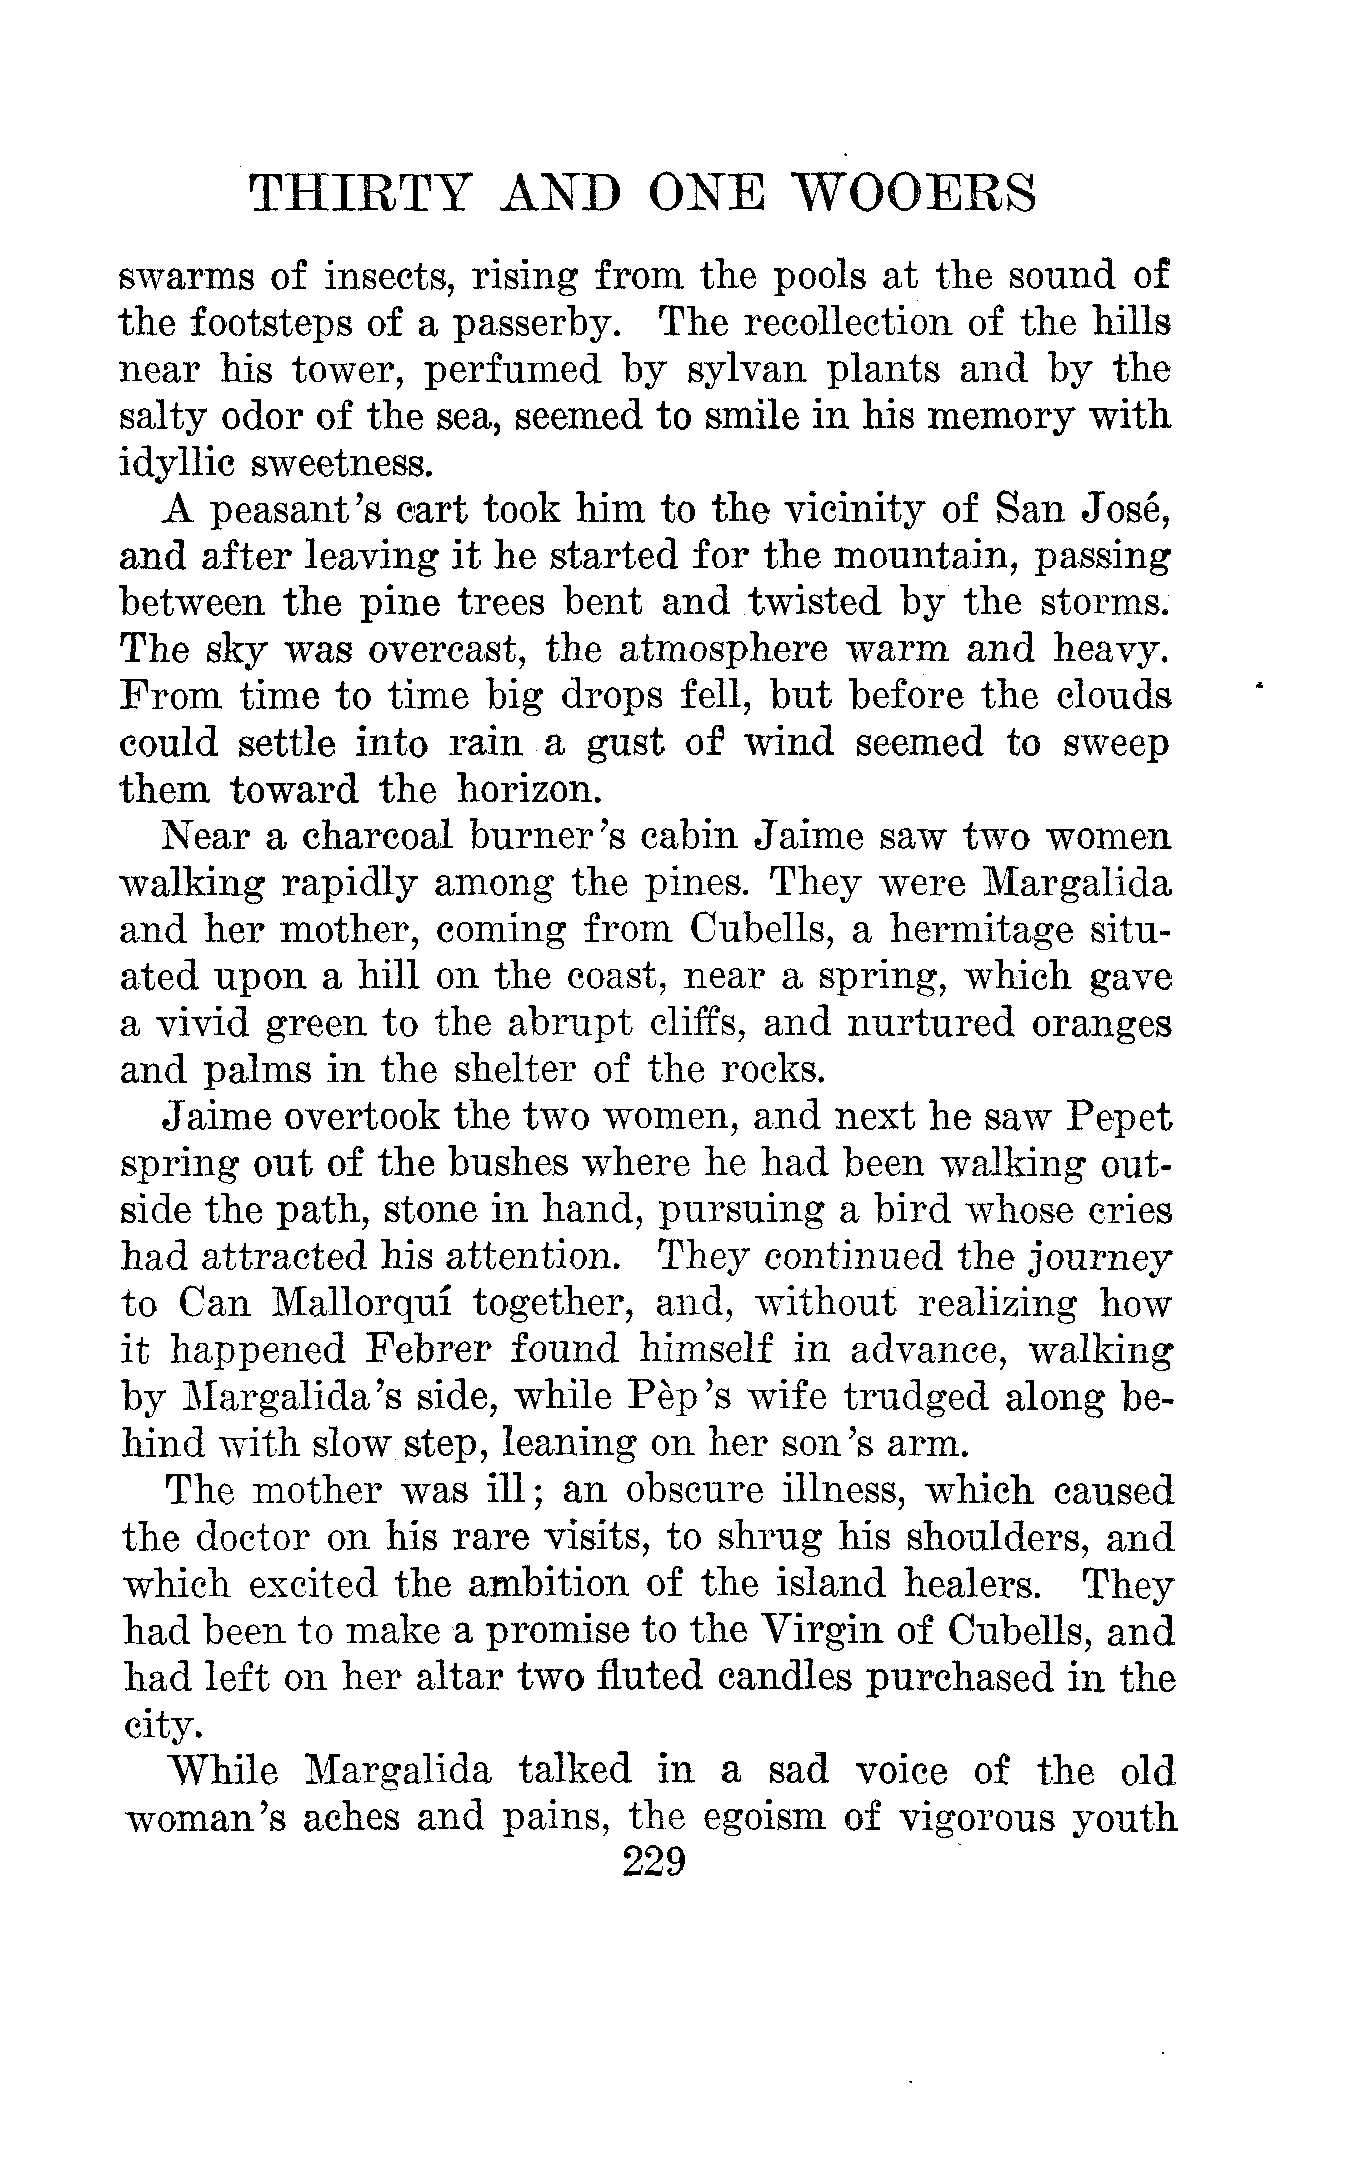 THIRTY AND ONE WOOERS
swarms of insects, rising from the pools at the sound of
the footsteps of a passerby. The recollection of the hills
near his tower, perfumed by sylvan plants and by the
salty odor of the sea, seemed to smile in his memory with
idyllic sweetness.
A peasant's cart took him to the vicinity of San José,
and after leaving it he started for the mountain, passing
between the pine trees bent and twisted by the storms.
The sky was overcast, the atmosphere warm and heavy.
From time to time big drops fell, but before the clouds
could settle into rain a gust of wind seemed to sweep
them toward the horizon.
Near a charcoal burner's cabin Jaime saw two women
walking rapidly among the pines. They were Margalida
and her mother, coming from Cubells, a hermitage situ-
ated upon a hill on the coast, near a spring, which gave
a vivid green to the abrupt cliffs, and nurtured oranges
and palms in the shelter of the rocks.
Jaime overtook the two women, and next he saw Pepet
spring out of the bushes where he had been walking out-
side the path, stone in hand, pursuing a bird whose cries
had attracted his attention. They continued the journey
to Can Mallorquí together, and, without realizing how
it happened Febrer found himself in advance, walking
by Margalida's side, while Pèp's wife trudged along be-
hind with slow step, leaning on her son's arm.
The mother was ill; an obscure illness, which caused
the doctor on his rare visits, to shrug his shoulders, and
which excited the ambition of the island healers. They
had been to make a promise to the Virgin of Cubells, and
had left on her altar two fluted candles purchased in the
city.
While Margalida talked in a sad voice of the old
woman's aches and pains, the egoism of vigorous youth
229